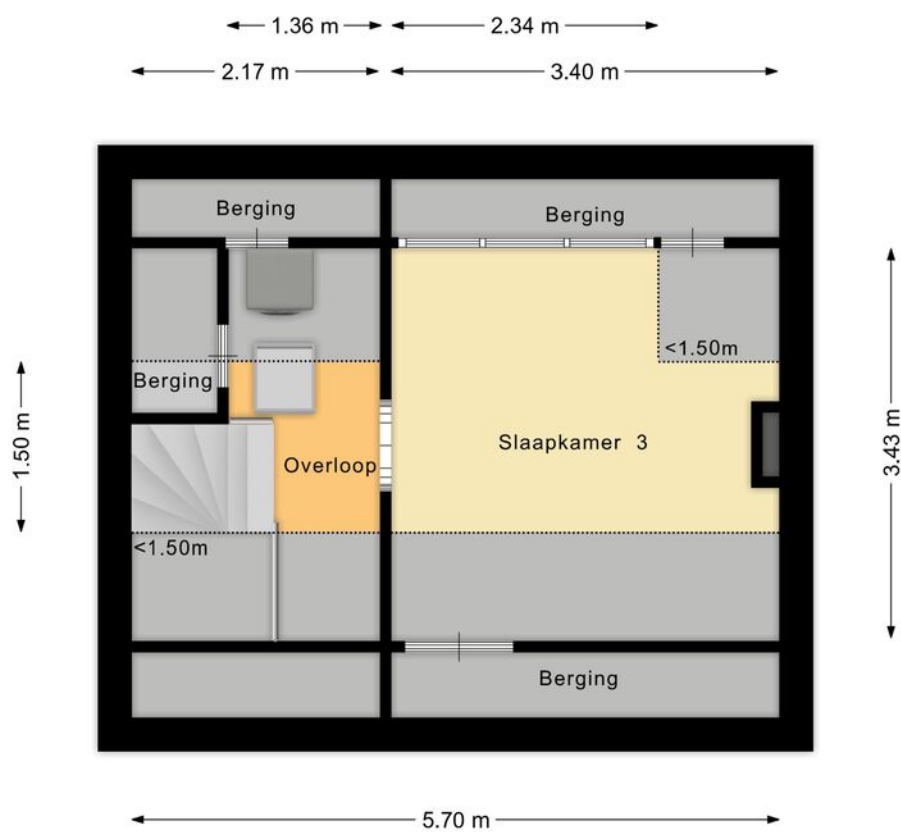 1.36 m
2.34 m
2.17 m
3.40 m
Berging
Berging
<1.50m
Berging
1.50 m
3.43 m
Slaapkamer 3
Overloop
<1.50m
Berging
5.70 m